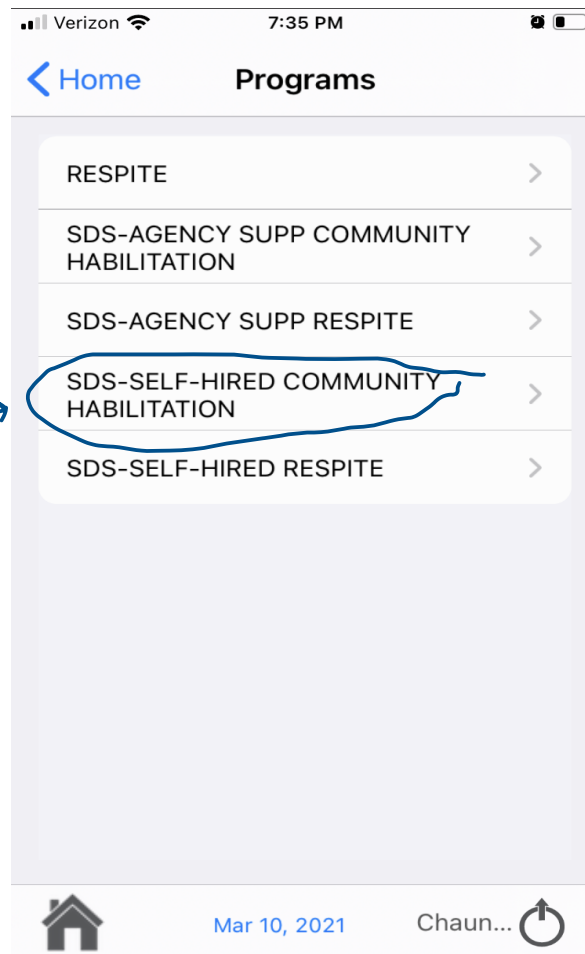 Verizon 7:35 PM
Home Programs
RESPITE
SDS-AGENCY SUPP COMMUNITY
HABILITATION
SDS-AGENCY SUPP RESPITE
SDS-SELF-HIRED COMMUNITY
HABILITATION
SDS-SELF-HIRED RESPITE
Mar 10, 2021 Chaun...